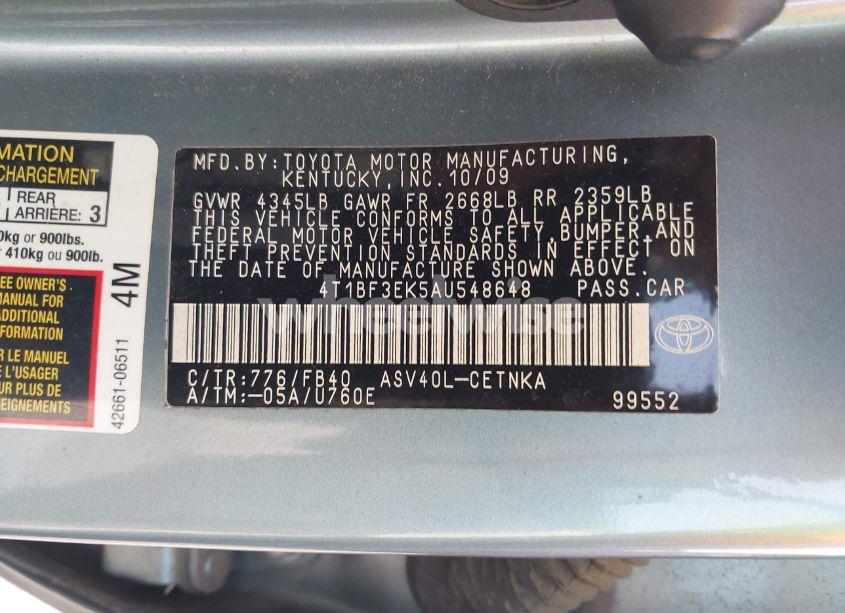 MATION
CHARGEMENT
REAR
ARRIÈRE: 3
0kg or 900lbs.
r 410kg ou 900lb.
EE OWNER'S
MANUAL FOR
ADDITIONAL
INFORMATION
R LE MANUEL
E L'USAGER
UR PLUS DE
SEIGNEMENTS
4M
42661-06511
MFD.BY:TOYOTA MOTOR MANUFACTURING,
KENTUCKY,INC.10/09
GVWR 4345LB GAWR FR 2668LB RR 2359LB
THIS VEHICLE CONFORMS TO ALL APPLICABLE
FEDERAL MOTOR VEHICLE SAFETY,BUMPER,AND
THEFT PREVENTION STANDARDS IN EFFECT ON
THE DATE OF MANUFACTURE SHOWN ABOVE.
4T1BF3EK5AU548648 PASS.CAR
wheelwise
C/TR:776/FB40 ASV40L-CETNKA
A/TM:-05A/U760E
99552